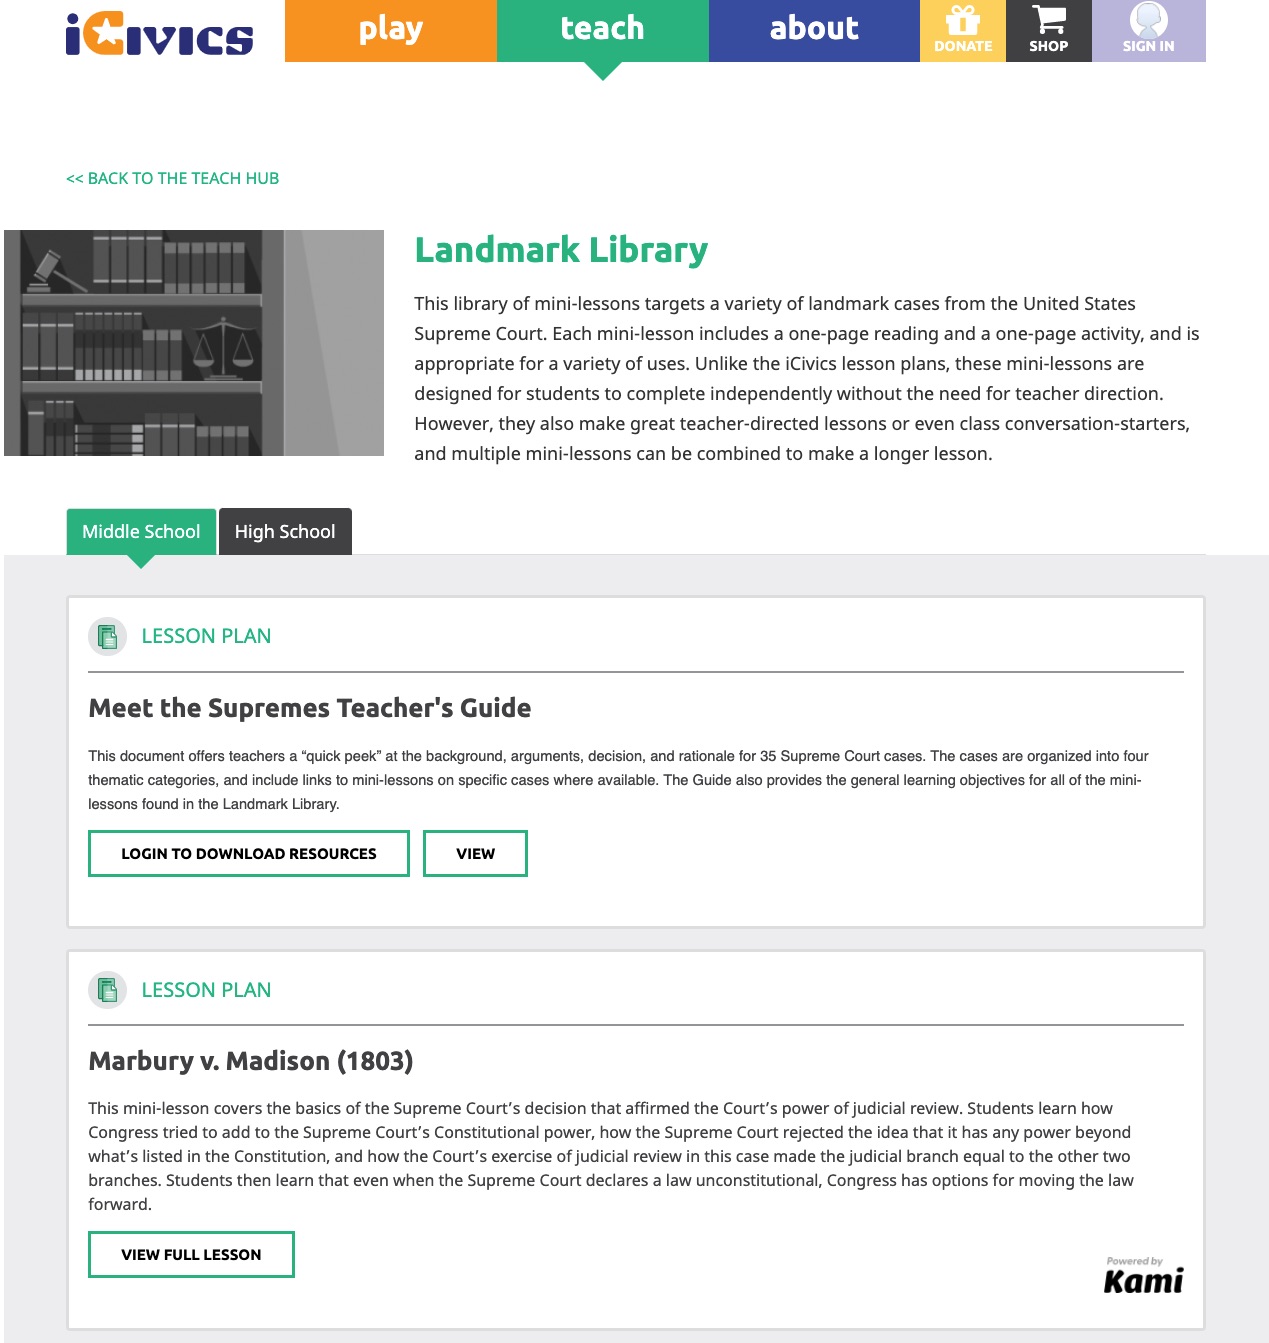 iCivics
play
teach
about
DONATE
SHOP
SIGN IN
<< BACK TO THE TEACH HUB
Landmark Library
This library of mini-lessons targets a variety of landmark cases from the United States
Supreme Court. Each mini-lesson includes a one-page reading and a one-page activity, and is
appropriate for a variety of uses. Unlike the iCivics lesson plans, these mini-lessons are
designed for students to complete independently without the need for teacher direction.
However, they also make great teacher-directed lessons or even class conversation-starters,
and multiple mini-lessons can be combined to make a longer lesson.
Middle School
High School
LESSON PLAN
Meet the Supremes Teacher's Guide
This document offers teachers a “quick peek” at the background, arguments, decision, and rationale for 35 Supreme Court cases. The cases are organized into four
thematic categories, and include links to mini-lessons on specific cases where available. The Guide also provides the general learning objectives for all of the mini-
lessons found in the Landmark Library.
LOGIN TO DOWNLOAD RESOURCES
VIEW
LESSON PLAN
Marbury v. Madison (1803)
This mini-lesson covers the basics of the Supreme Court’s decision that affirmed the Court’s power of judicial review. Students learn how
Congress tried to add to the Supreme Court’s Constitutional power, how the Supreme Court rejected the idea that it has any power beyond
what’s listed in the Constitution, and how the Court’s exercise of judicial review in this case made the judicial branch equal to the other two
branches. Students then learn that even when the Supreme Court declares a law unconstitutional, Congress has options for moving the law
forward.
VIEW FULL LESSON
Powered by
Kami